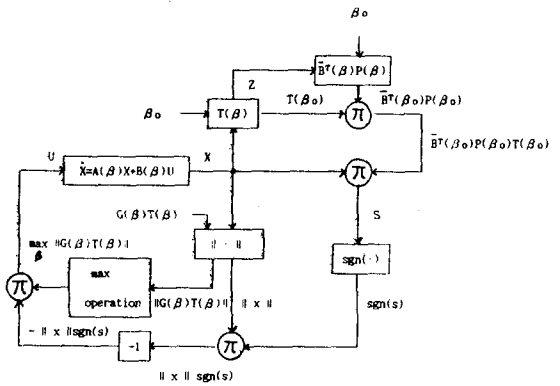 β₀
B̄ᵀ(β)P(β)
Z
β₀
T(β)
T(β₀)
π
B̄ᵀ(β₀)P(β₀)
B̄ᵀ(β₀)P(β₀)T(β₀)
U
Ẋ=A(β)X+B(β)U
X
π
G(β)T(β)
S
max ‖G(β)T(β)‖
β
‖ · ‖
sgn(·)
π
max
operation
‖G(β)T(β)‖
‖ x ‖
sgn(s)
- ‖ x ‖sgn(s)
-1
π
‖ x ‖ sgn(s)